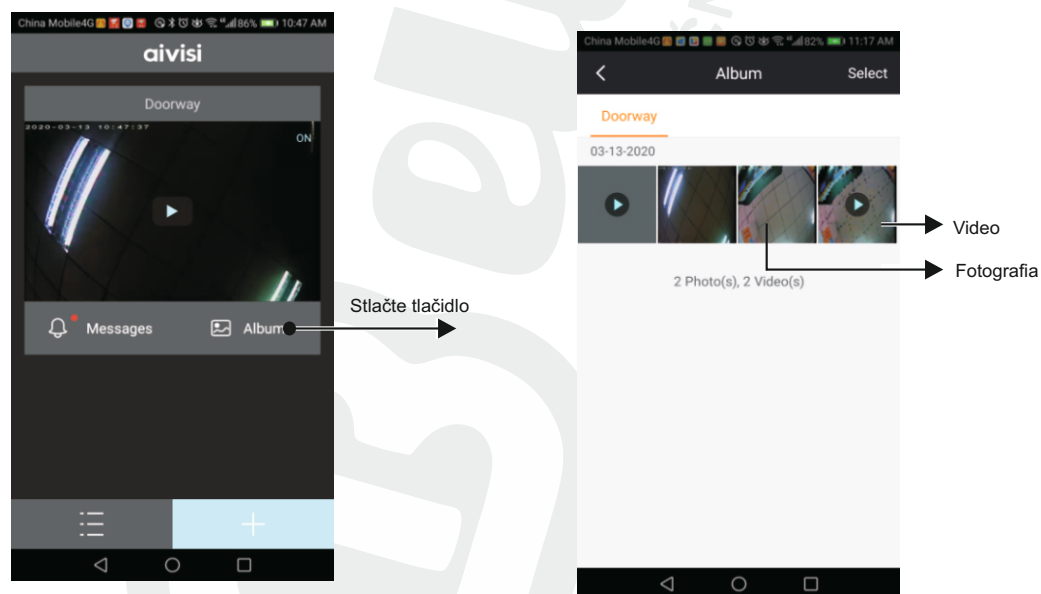 China Mobile4G 86% 10:47 AM
aivisi
Doorway
2020-03-13 10:47:37
ON
Messages
Album
Stlačte tlačidlo
China Mobile4G 82% 11:17 AM
Album
Select
Doorway
03-13-2020
Video
Fotografia
2 Photo(s), 2 Video(s)